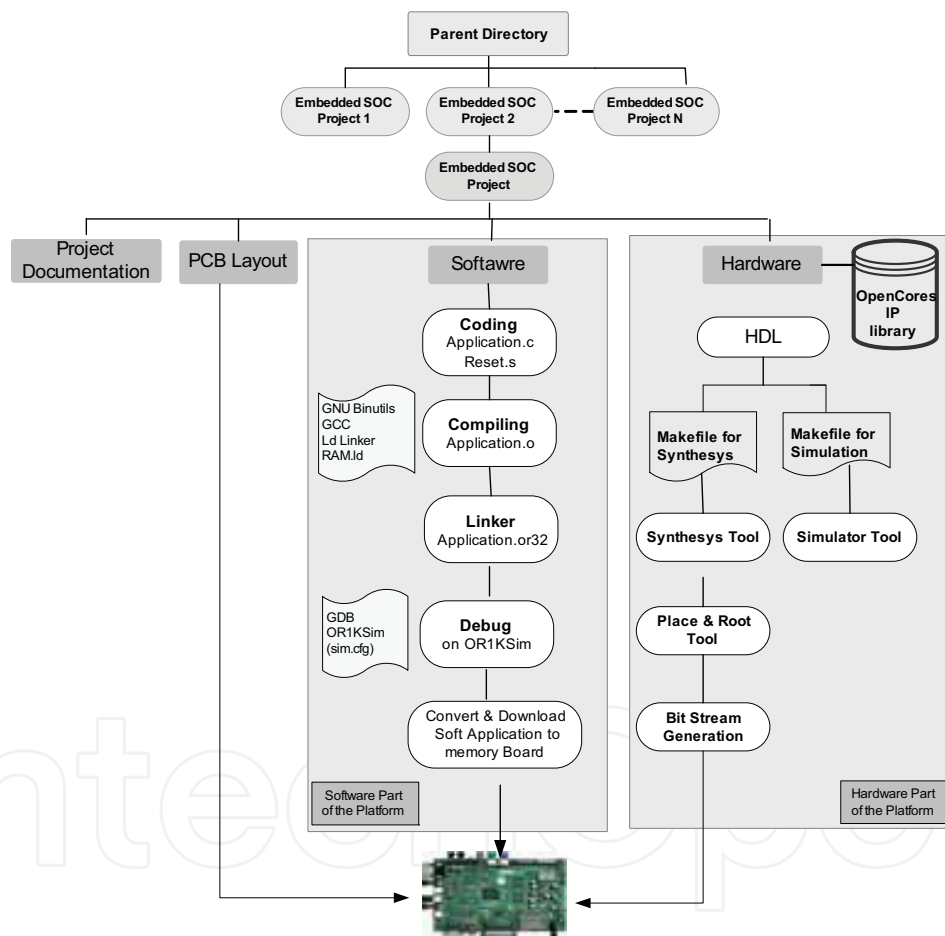 Parent Directory
Embedded SOC
Project 1
Embedded SOC
Project 2
Embedded SOC
Project N
Embedded SOC
Project
Project
Documentation
PCB Layout
Softawre
Hardware
OpenCores
IP
library
Coding
Application.c
Reset.s
GNU Binutils
GCC
Ld Linker
RAM.ld
Compiling
Application.o
Linker
Application.or32
GDB
OR1KSim
(sim.cfg)
Debug
on OR1KSim
Convert & Download
Soft Application to
memory Board
Software Part
of the Platform
HDL
Makefile for
Synthesys
Makefile for
Simulation
Synthesys Tool
Simulator Tool
Place & Root
Tool
Bit Stream
Generation
Hardware Part
of the Platform